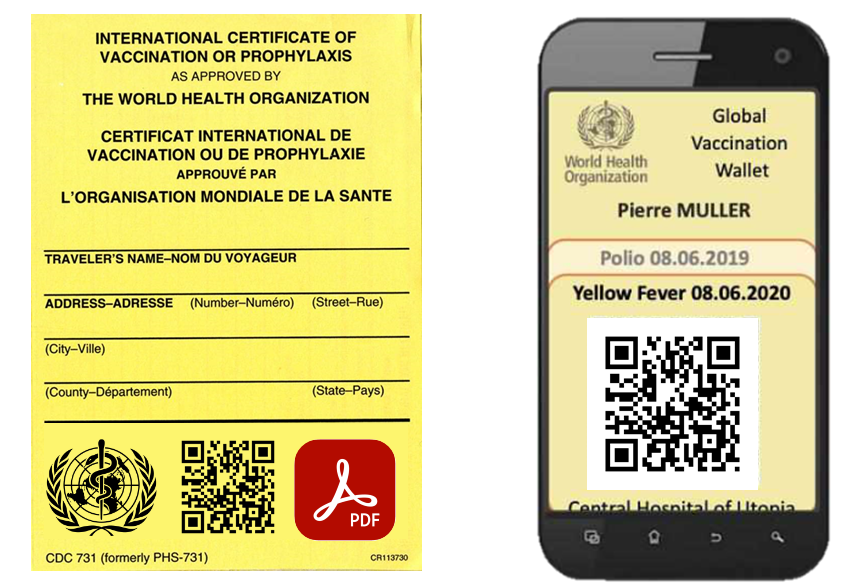 INTERNATIONAL CERTIFICATE OF
VACCINATION OR PROPHYLAXIS
AS APPROVED BY
THE WORLD HEALTH ORGANIZATION
CERTIFICAT INTERNATIONAL DE
VACCINATION OU DE PROPHYLAXIE
APPROUVÉ PAR
L'ORGANISATION MONDIALE DE LA SANTE
TRAVELER'S NAME–NOM DU VOYAGEUR
ADDRESS–ADRESSE (Number–Numéro) (Street–Rue)
(City–Ville)
(County–Département) (State–Pays)
PDF
CDC 731 (formerly PHS-731) CR113730
World Health
Organization
Global
Vaccination
Wallet
Pierre MULLER
Polio 08.06.2019
Yellow Fever 08.06.2020
Central Hospital of Utopia